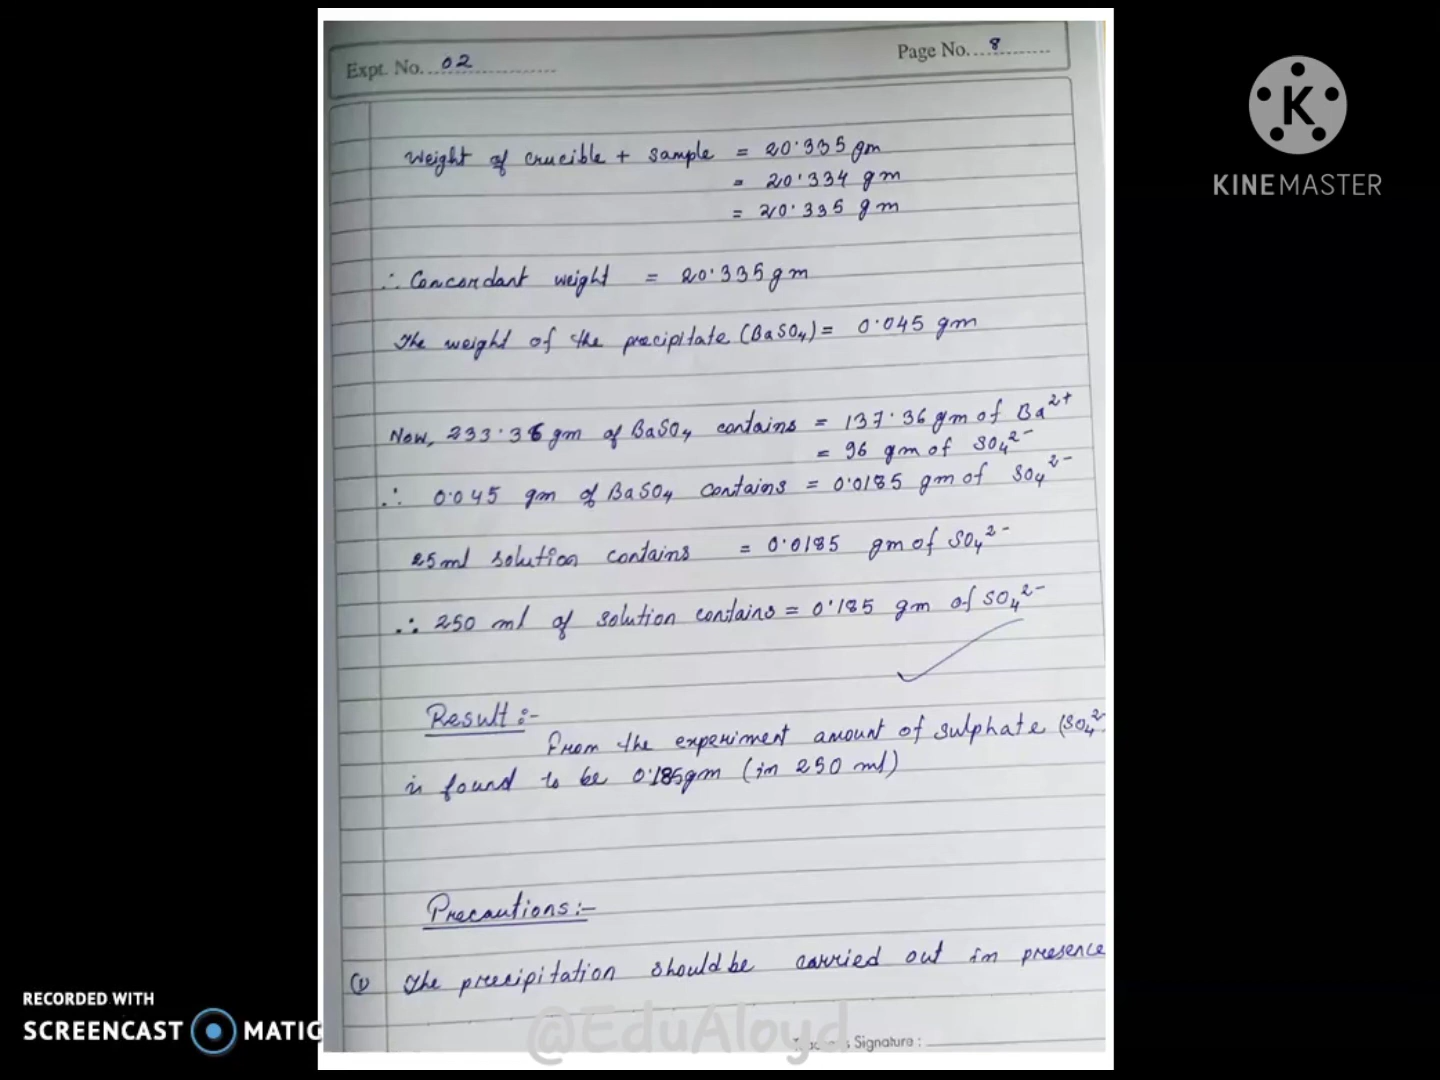 Expt. No. 02
Page No. 8
Weight of crucible + sample = 20.335 gm
= 20.334 gm
= 20.335 gm
∴ Concordant weight = 20.335 gm
The weight of the precipitate (BaSO₄) = 0.045 gm
Now, 233.36 gm of BaSO₄ contains = 137.36 gm of Ba²⁺
= 96 gm of SO₄²⁻
∴ 0.045 gm of BaSO₄ contains = 0.0185 gm of SO₄²⁻
25 ml solution contains = 0.0185 gm of SO₄²⁻
∴ 250 ml of solution contains = 0.185 gm of SO₄²⁻
Result :-
From the experiment amount of sulphate (SO₄²⁻
is found to be 0.185gm (in 250 ml)
Precautions :-
(1) The precipitation should be carried out in presence
Signature :
@EduAloyd
K
KINEMASTER
RECORDED WITH
SCREENCAST MATIC